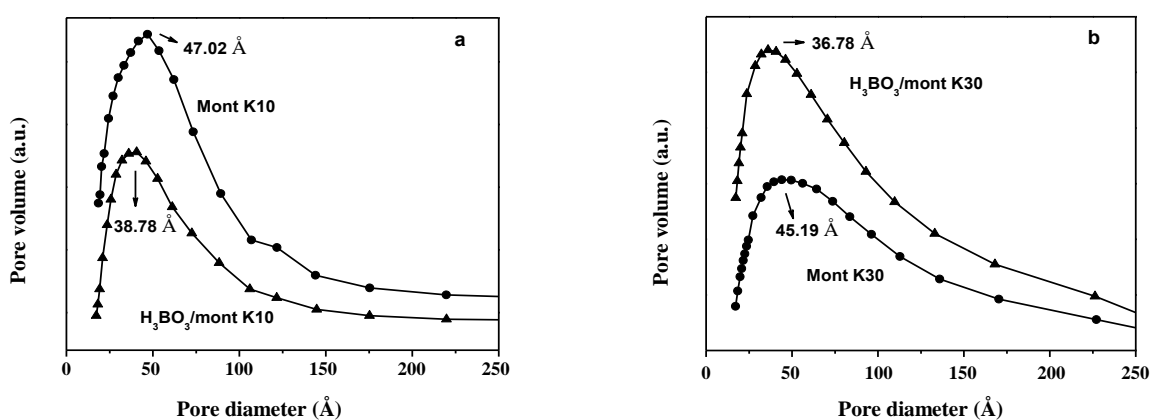 a
47.02 Å
Mont K10
38.78 Å
H₃BO₃/mont K10
Pore volume (a.u.)
0 50 100 150 200 250
Pore diameter (Å)
b
36.78 Å
H₃BO₃/mont K30
45.19 Å
Mont K30
Pore volume (a.u.)
0 50 100 150 200 250
Pore diameter (Å)